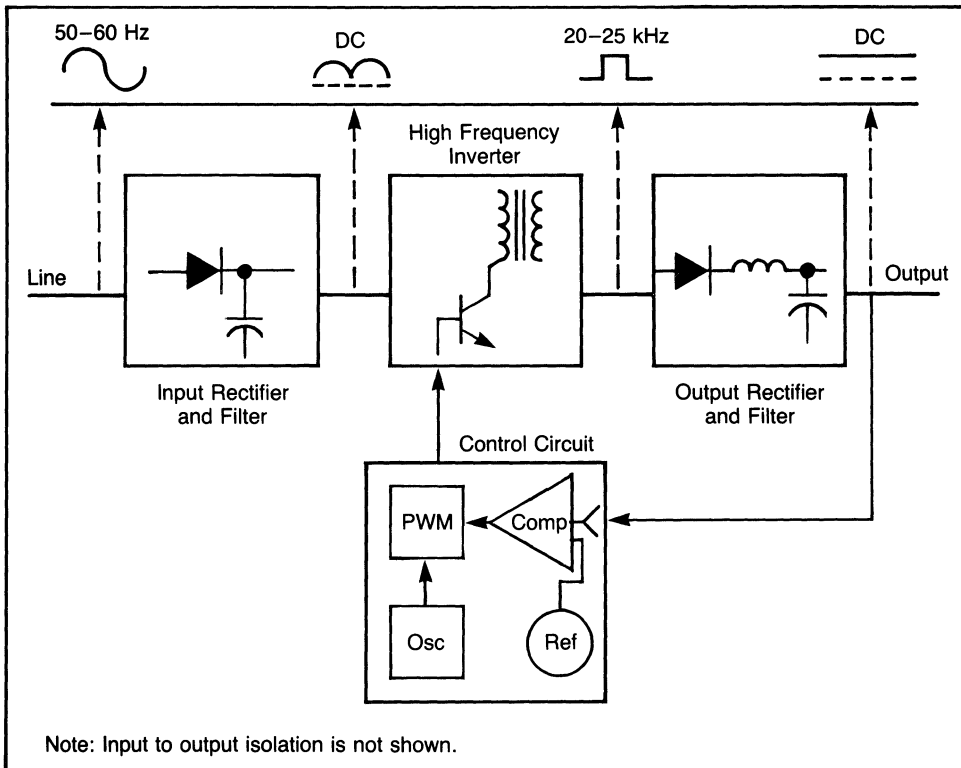 50–60 Hz
DC
20–25 kHz
DC
High Frequency
Inverter
Line
Output
Input Rectifier
and Filter
Output Rectifier
and Filter
Control Circuit
PWM
Comp
Osc
Ref
Note: Input to output isolation is not shown.